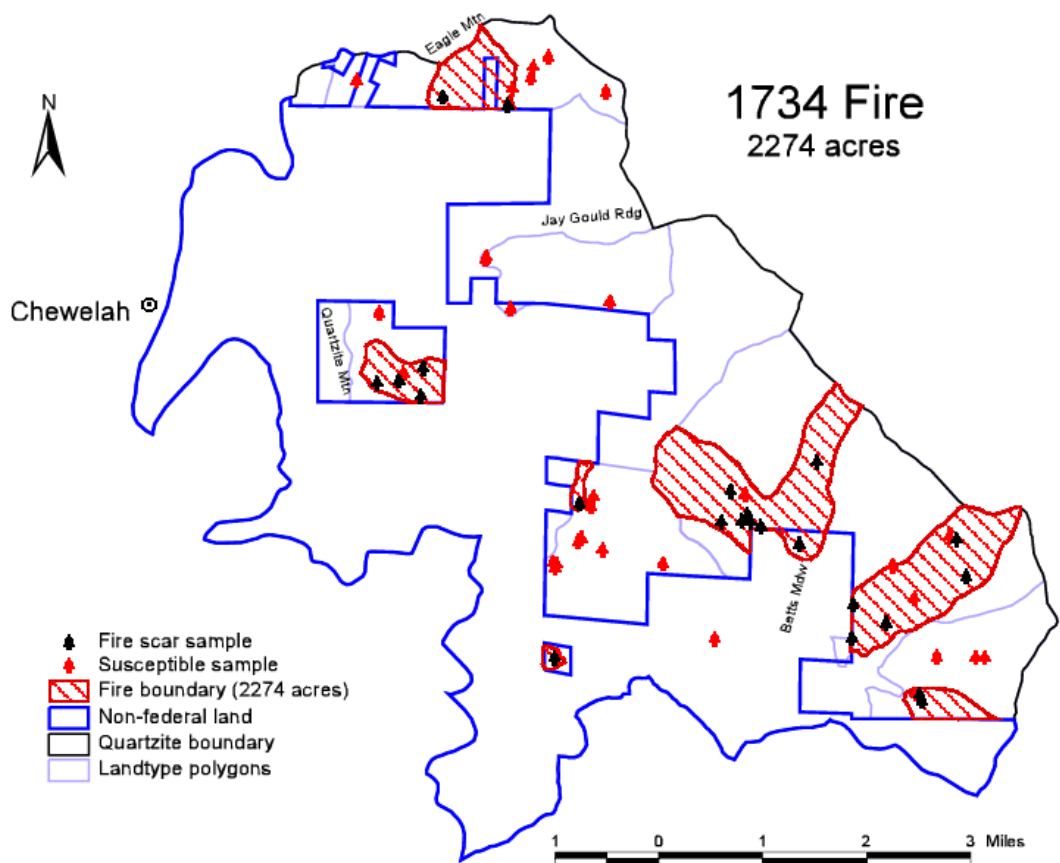 Eagle Mtn
1734 Fire
2274 acres
N
Jay Gould Rdg
Chewelah
Quartzite Mtn
Betts Mdw
Fire scar sample
Susceptible sample
Fire boundary (2274 acres)
Non-federal land
Quartzite boundary
Landtype polygons
1 0 1 2 3 Miles